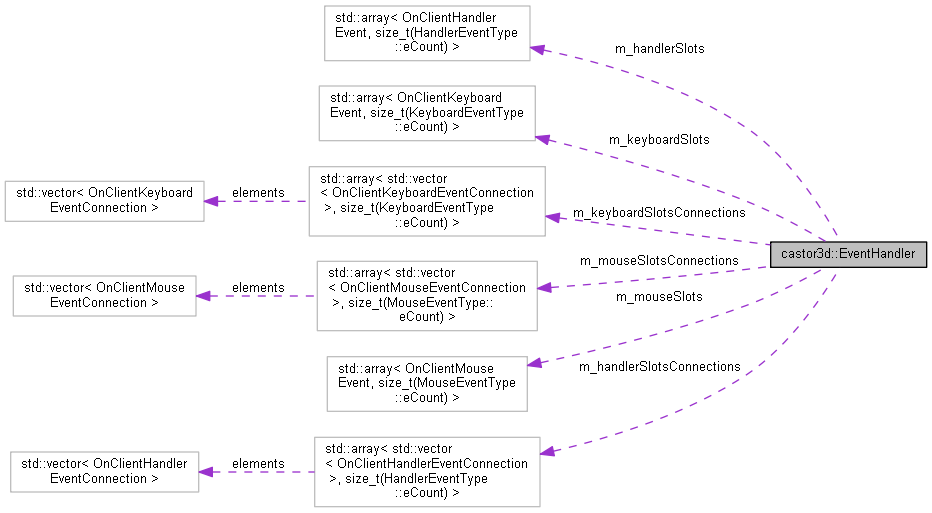 std::array< OnClientHandler
Event, size_t(HandlerEventType
::eCount) >
m_handlerSlots
std::array< OnClientKeyboard
Event, size_t(KeyboardEventType
::eCount) >
m_keyboardSlots
std::vector< OnClientKeyboard
EventConnection >
elements
std::array< std::vector
< OnClientKeyboardEventConnection
>, size_t(KeyboardEventType
::eCount) >
m_keyboardSlotsConnections
castor3d::EventHandler
std::vector< OnClientMouse
EventConnection >
elements
std::array< std::vector
< OnClientMouseEventConnection
>, size_t(MouseEventType::
eCount) >
m_mouseSlotsConnections
m_mouseSlots
std::array< OnClientMouse
Event, size_t(MouseEventType
::eCount) >
m_handlerSlotsConnections
std::vector< OnClientHandler
EventConnection >
elements
std::array< std::vector
< OnClientHandlerEventConnection
>, size_t(HandlerEventType
::eCount) >